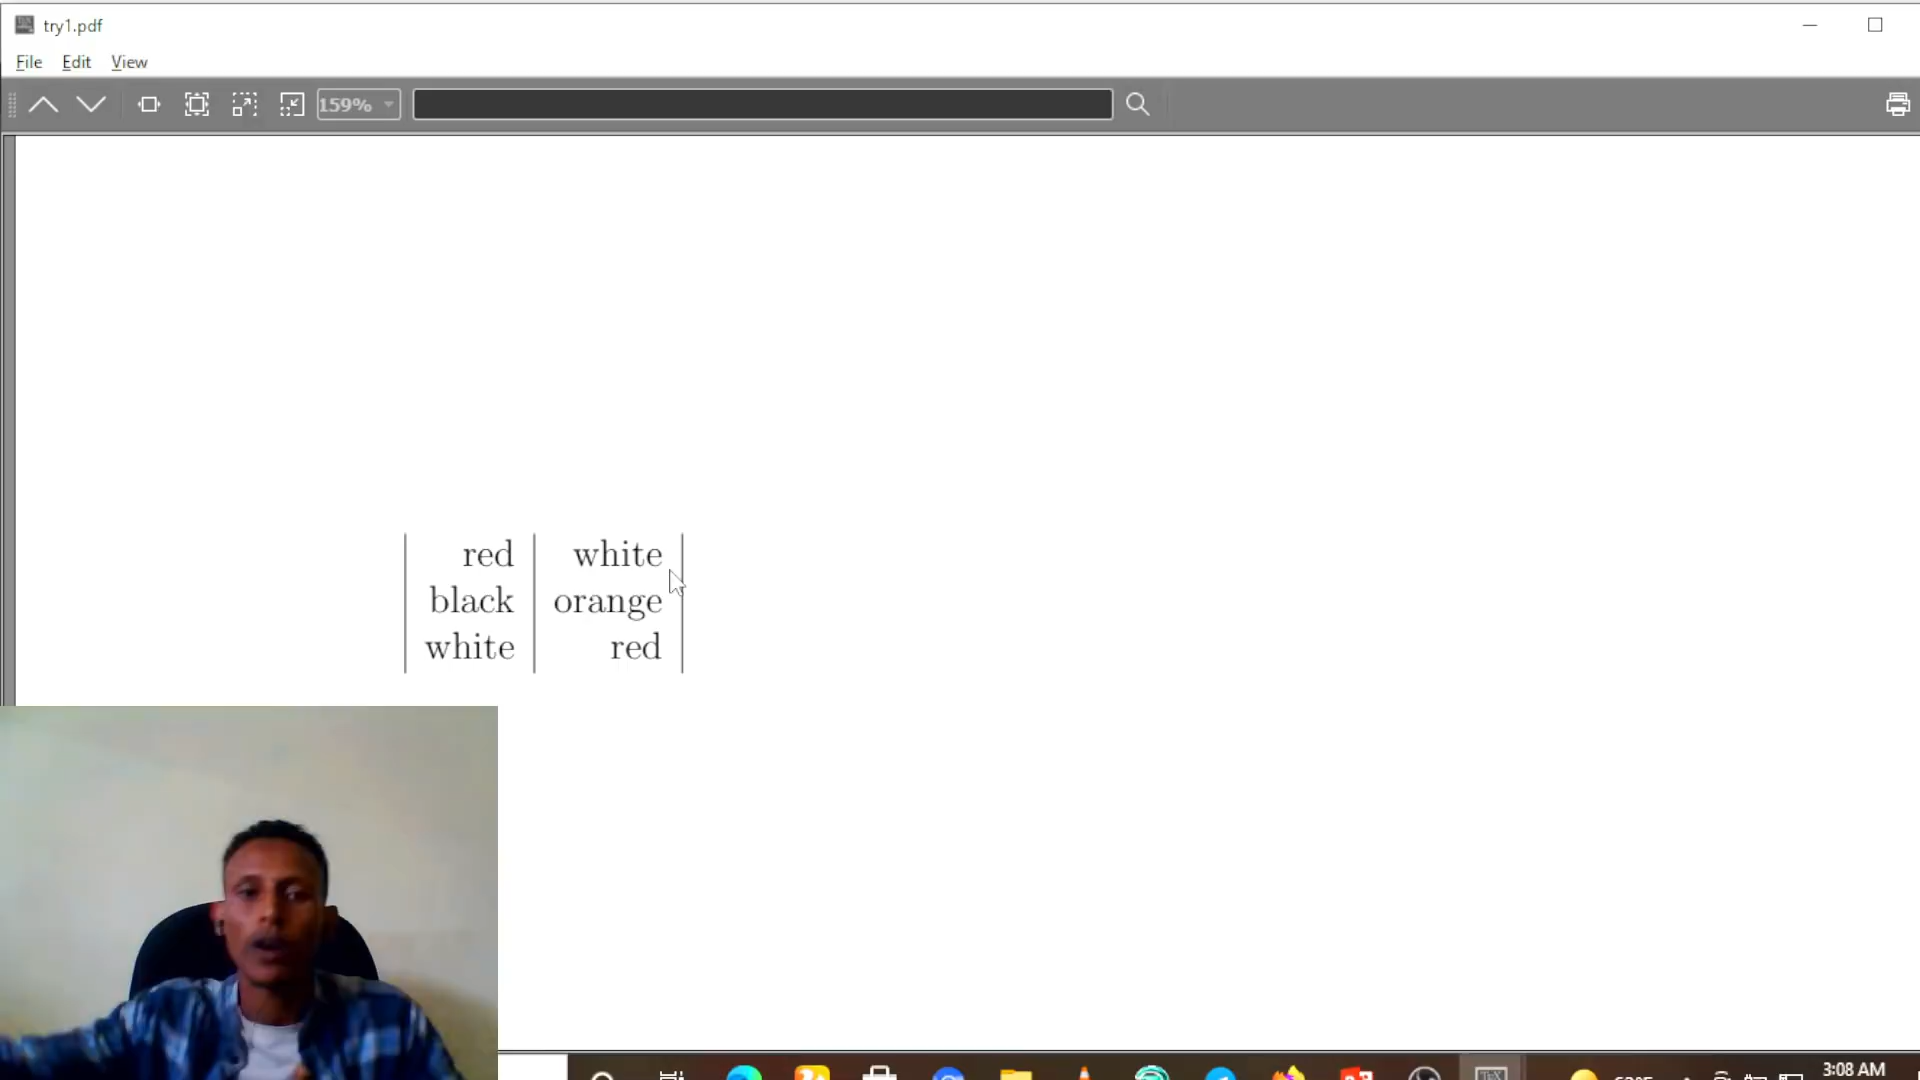 try1.pdf
File Edit View
159%
red white
black orange
white red
3:08 AM